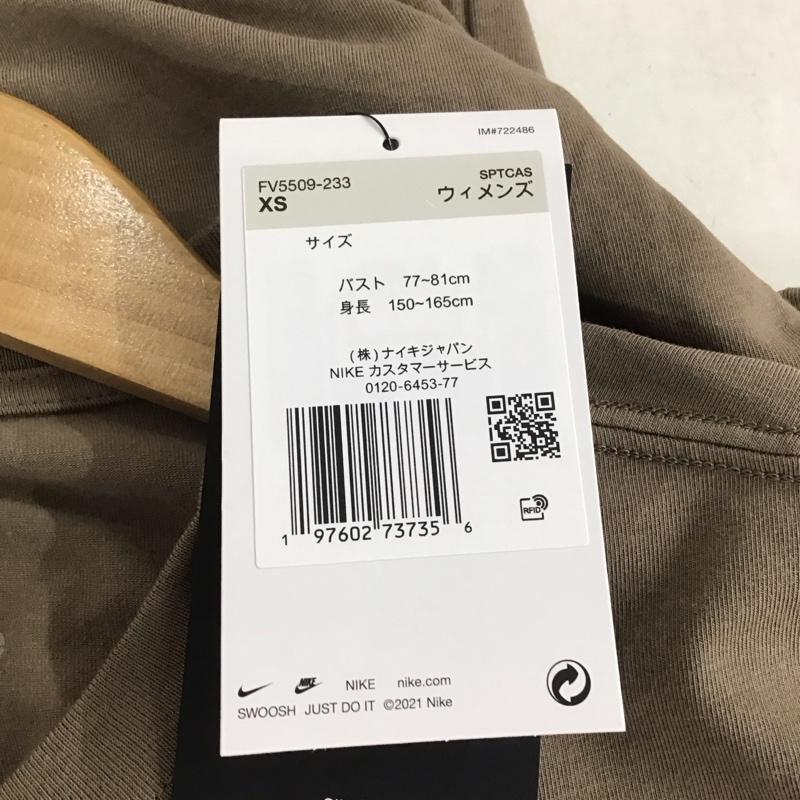 IM#722486
FV5509-233 SPTCAS
XS ウィメンズ
サイズ
バスト 77~81cm
身長 150~165cm
(株)ナイキジャパン
NIKE カスタマーサービス
0120-6453-77
RFID
1 97602 73735 6
NIKE NIKE nike.com
SWOOSH JUST DO IT ©2021 Nike